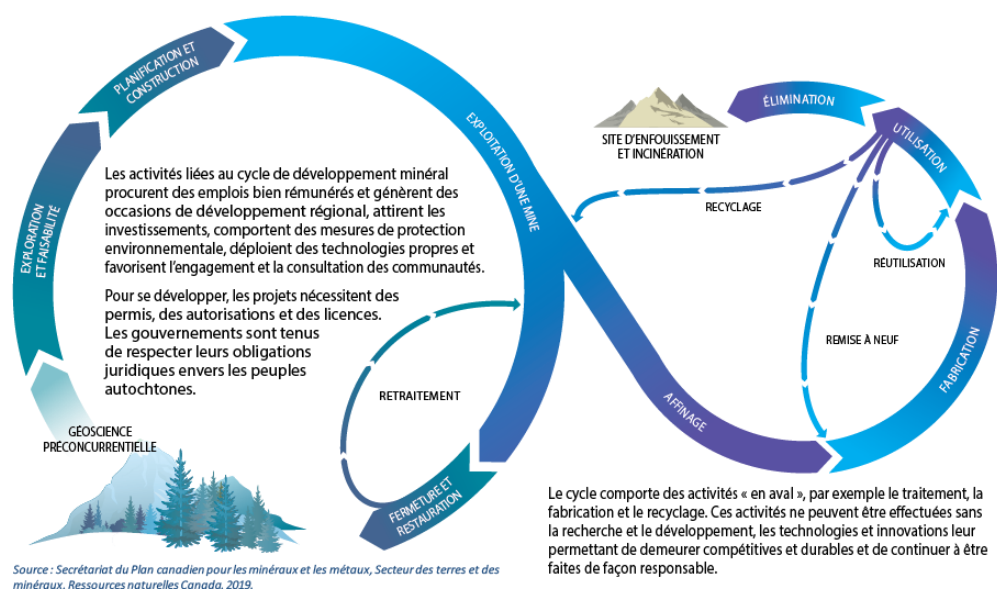 PLANIFICATION ET
CONSTRUCTION
EXPLORATION
ET FAISABILITÉ
GÉOSCIENCE
PRÉCONCURRENTIELLE
EXPLOITATION D'UNE MINE
Les activités liées au cycle de développement minéral
procurent des emplois bien rémunérés et génèrent des
occasions de développement régional, attirent les
investissements, comportent des mesures de protection
environnementale, déploient des technologies propres et
favorisent l'engagement et la consultation des communautés.
Pour se développer, les projets nécessitent des
permis, des autorisations et des licences.
Les gouvernements sont tenus
de respecter leurs obligations
juridiques envers les peuples
autochtones.
RETRAITEMENT
FERMETURE ET
RESTAURATION
AFFINAGE
FABRICATION
UTILISATION
ÉLIMINATION
SITE D'ENFOUISSEMENT
ET INCINÉRATION
RECYCLAGE
RÉUTILISATION
REMISE À NEUF
Le cycle comporte des activités « en aval », par exemple le traitement, la
fabrication et le recyclage. Ces activités ne peuvent être effectuées sans
la recherche et le développement, les technologies et innovations leur
permettant de demeurer compétitives et durables et de continuer à être
faites de façon responsable.
Source : Secrétariat du Plan canadien pour les minéraux et les métaux, Secteur des terres et des
minéraux, Ressources naturelles Canada, 2019.